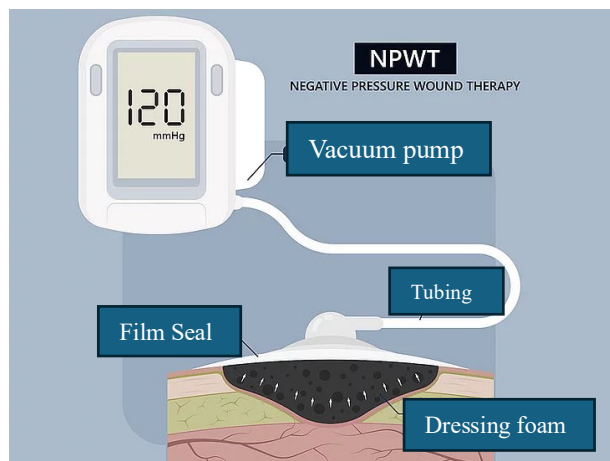 NPWT
NEGATIVE PRESSURE WOUND THERAPY
120
mmHg
Vacuum pump
Tubing
Film Seal
Dressing foam